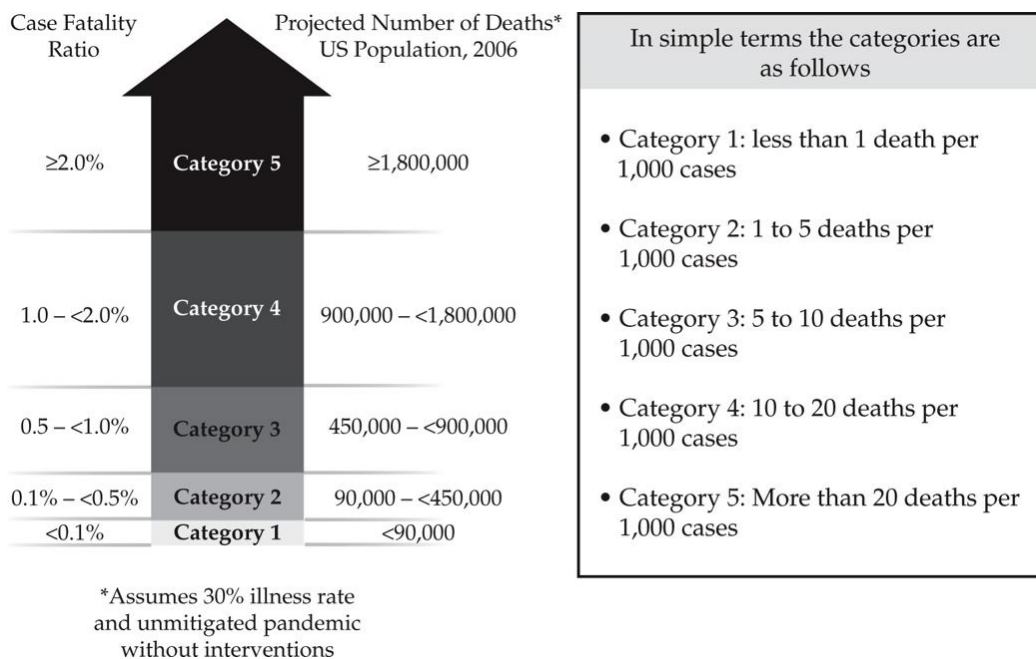 Case Fatality
Ratio
Projected Number of Deaths*
US Population, 2006
≥2.0%
Category 5
≥1,800,000
1.0 – <2.0%
Category 4
900,000 – <1,800,000
0.5 – <1.0%
Category 3
450,000 – <900,000
0.1% – <0.5%
Category 2
90,000 – <450,000
<0.1%
Category 1
<90,000
*Assumes 30% illness rate
and unmitigated pandemic
without interventions
In simple terms the categories are
as follows
• Category 1: less than 1 death per
1,000 cases
• Category 2: 1 to 5 deaths per
1,000 cases
• Category 3: 5 to 10 deaths per
1,000 cases
• Category 4: 10 to 20 deaths per
1,000 cases
• Category 5: More than 20 deaths per
1,000 cases